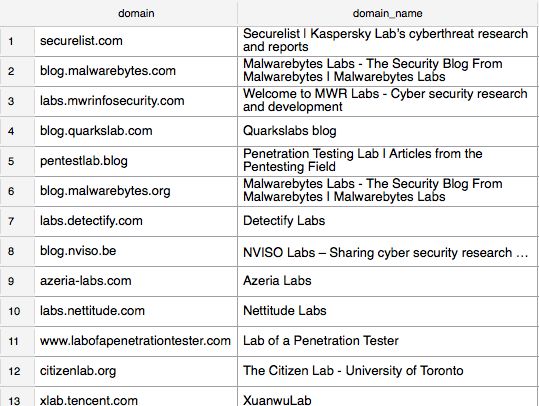 domain domain_name
1 securelist.com Securelist | Kaspersky Lab's cyberthreat research
and reports
2 blog.malwarebytes.com Malwarebytes Labs - The Security Blog From
Malwarebytes | Malwarebytes Labs
3 labs.mwrinfosecurity.com Welcome to MWR Labs - Cyber security research
and development
4 blog.quarkslab.com Quarkslabs blog
5 pentestlab.blog Penetration Testing Lab | Articles from the
Pentesting Field
6 blog.malwarebytes.org Malwarebytes Labs - The Security Blog From
Malwarebytes | Malwarebytes Labs
7 labs.detectify.com Detectify Labs
8 blog.nviso.be NVISO Labs – Sharing cyber security research ...
9 azeria-labs.com Azeria Labs
10 labs.nettitude.com Nettitude Labs
11 www.labofapenetrationtester.com Lab of a Penetration Tester
12 citizenlab.org The Citizen Lab - University of Toronto
13 xlab.tencent.com XuanwuLab